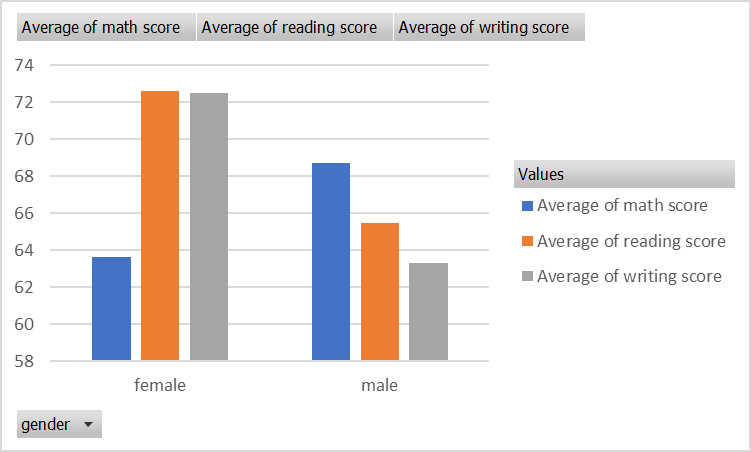 Average of math score Average of reading score Average of writing score
74
72
70
68
66
64
62
60
58
female male
Values
Average of math score
Average of reading score
Average of writing score
gender